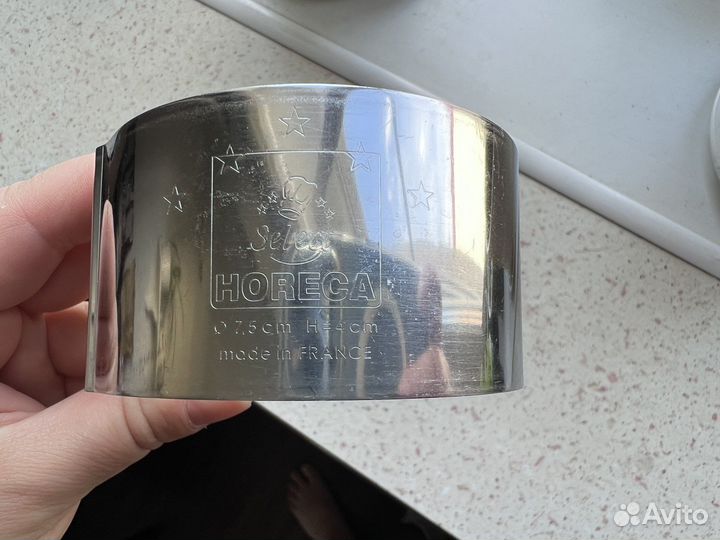 Select
HORECA
Ø 7,5cm H=4cm
made in FRANCE
Avito